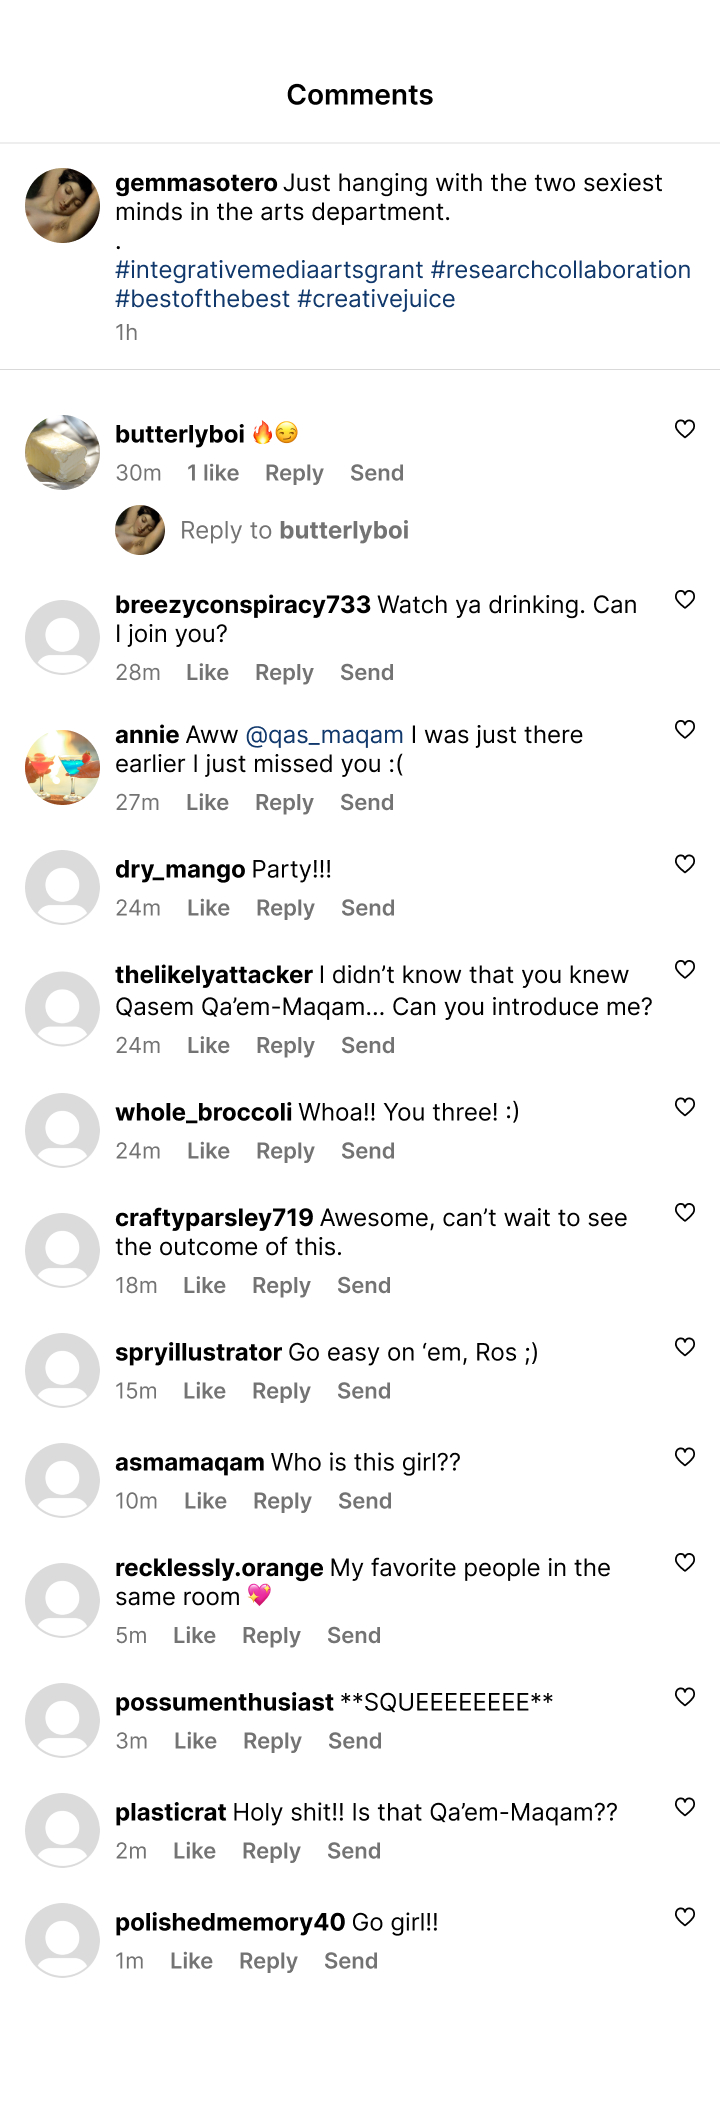 Comments
gemmasotero Just hanging with the two sexiest
minds in the arts department.
.
#integrativemediaartsgrant #researchcollaboration
#bestofthebest #creativejuice
1h
butterlyboi 🔥😏
30m 1 like Reply Send
Reply to butterlyboi
breezyconspiracy733 Watch ya drinking. Can
I join you?
28m Like Reply Send
annie Aww @qas_maqam I was just there
earlier I just missed you :(
27m Like Reply Send
dry_mango Party!!!
24m Like Reply Send
thelikelyattacker I didn’t know that you knew
Qasem Qa’em-Maqam... Can you introduce me?
24m Like Reply Send
whole_broccoli Whoa!! You three! :)
24m Like Reply Send
craftyparsley719 Awesome, can’t wait to see
the outcome of this.
18m Like Reply Send
spryillustrator Go easy on ‘em, Ros ;)
15m Like Reply Send
asmamaqam Who is this girl??
10m Like Reply Send
recklessly.orange My favorite people in the
same room 💖
5m Like Reply Send
possumenthusiast **SQUEEEEEEEE**
3m Like Reply Send
plasticrat Holy shit!! Is that Qa’em-Maqam??
2m Like Reply Send
polishedmemory40 Go girl!!
1m Like Reply Send